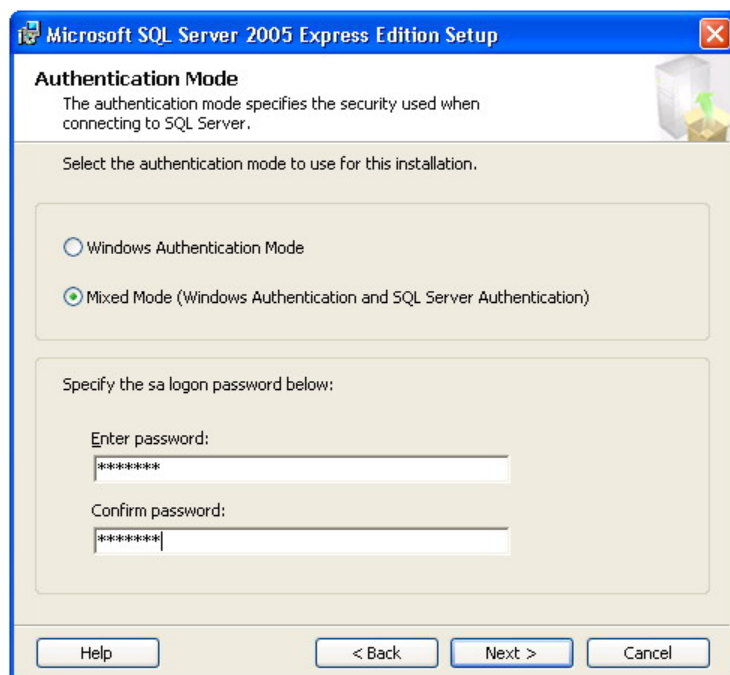 Microsoft SQL Server 2005 Express Edition Setup
Authentication Mode
The authentication mode specifies the security used when
connecting to SQL Server.
Select the authentication mode to use for this installation.
Windows Authentication Mode
Mixed Mode (Windows Authentication and SQL Server Authentication)
Specify the sa logon password below:
Enter password:
*******
Confirm password:
*******
Help
< Back
Next >
Cancel